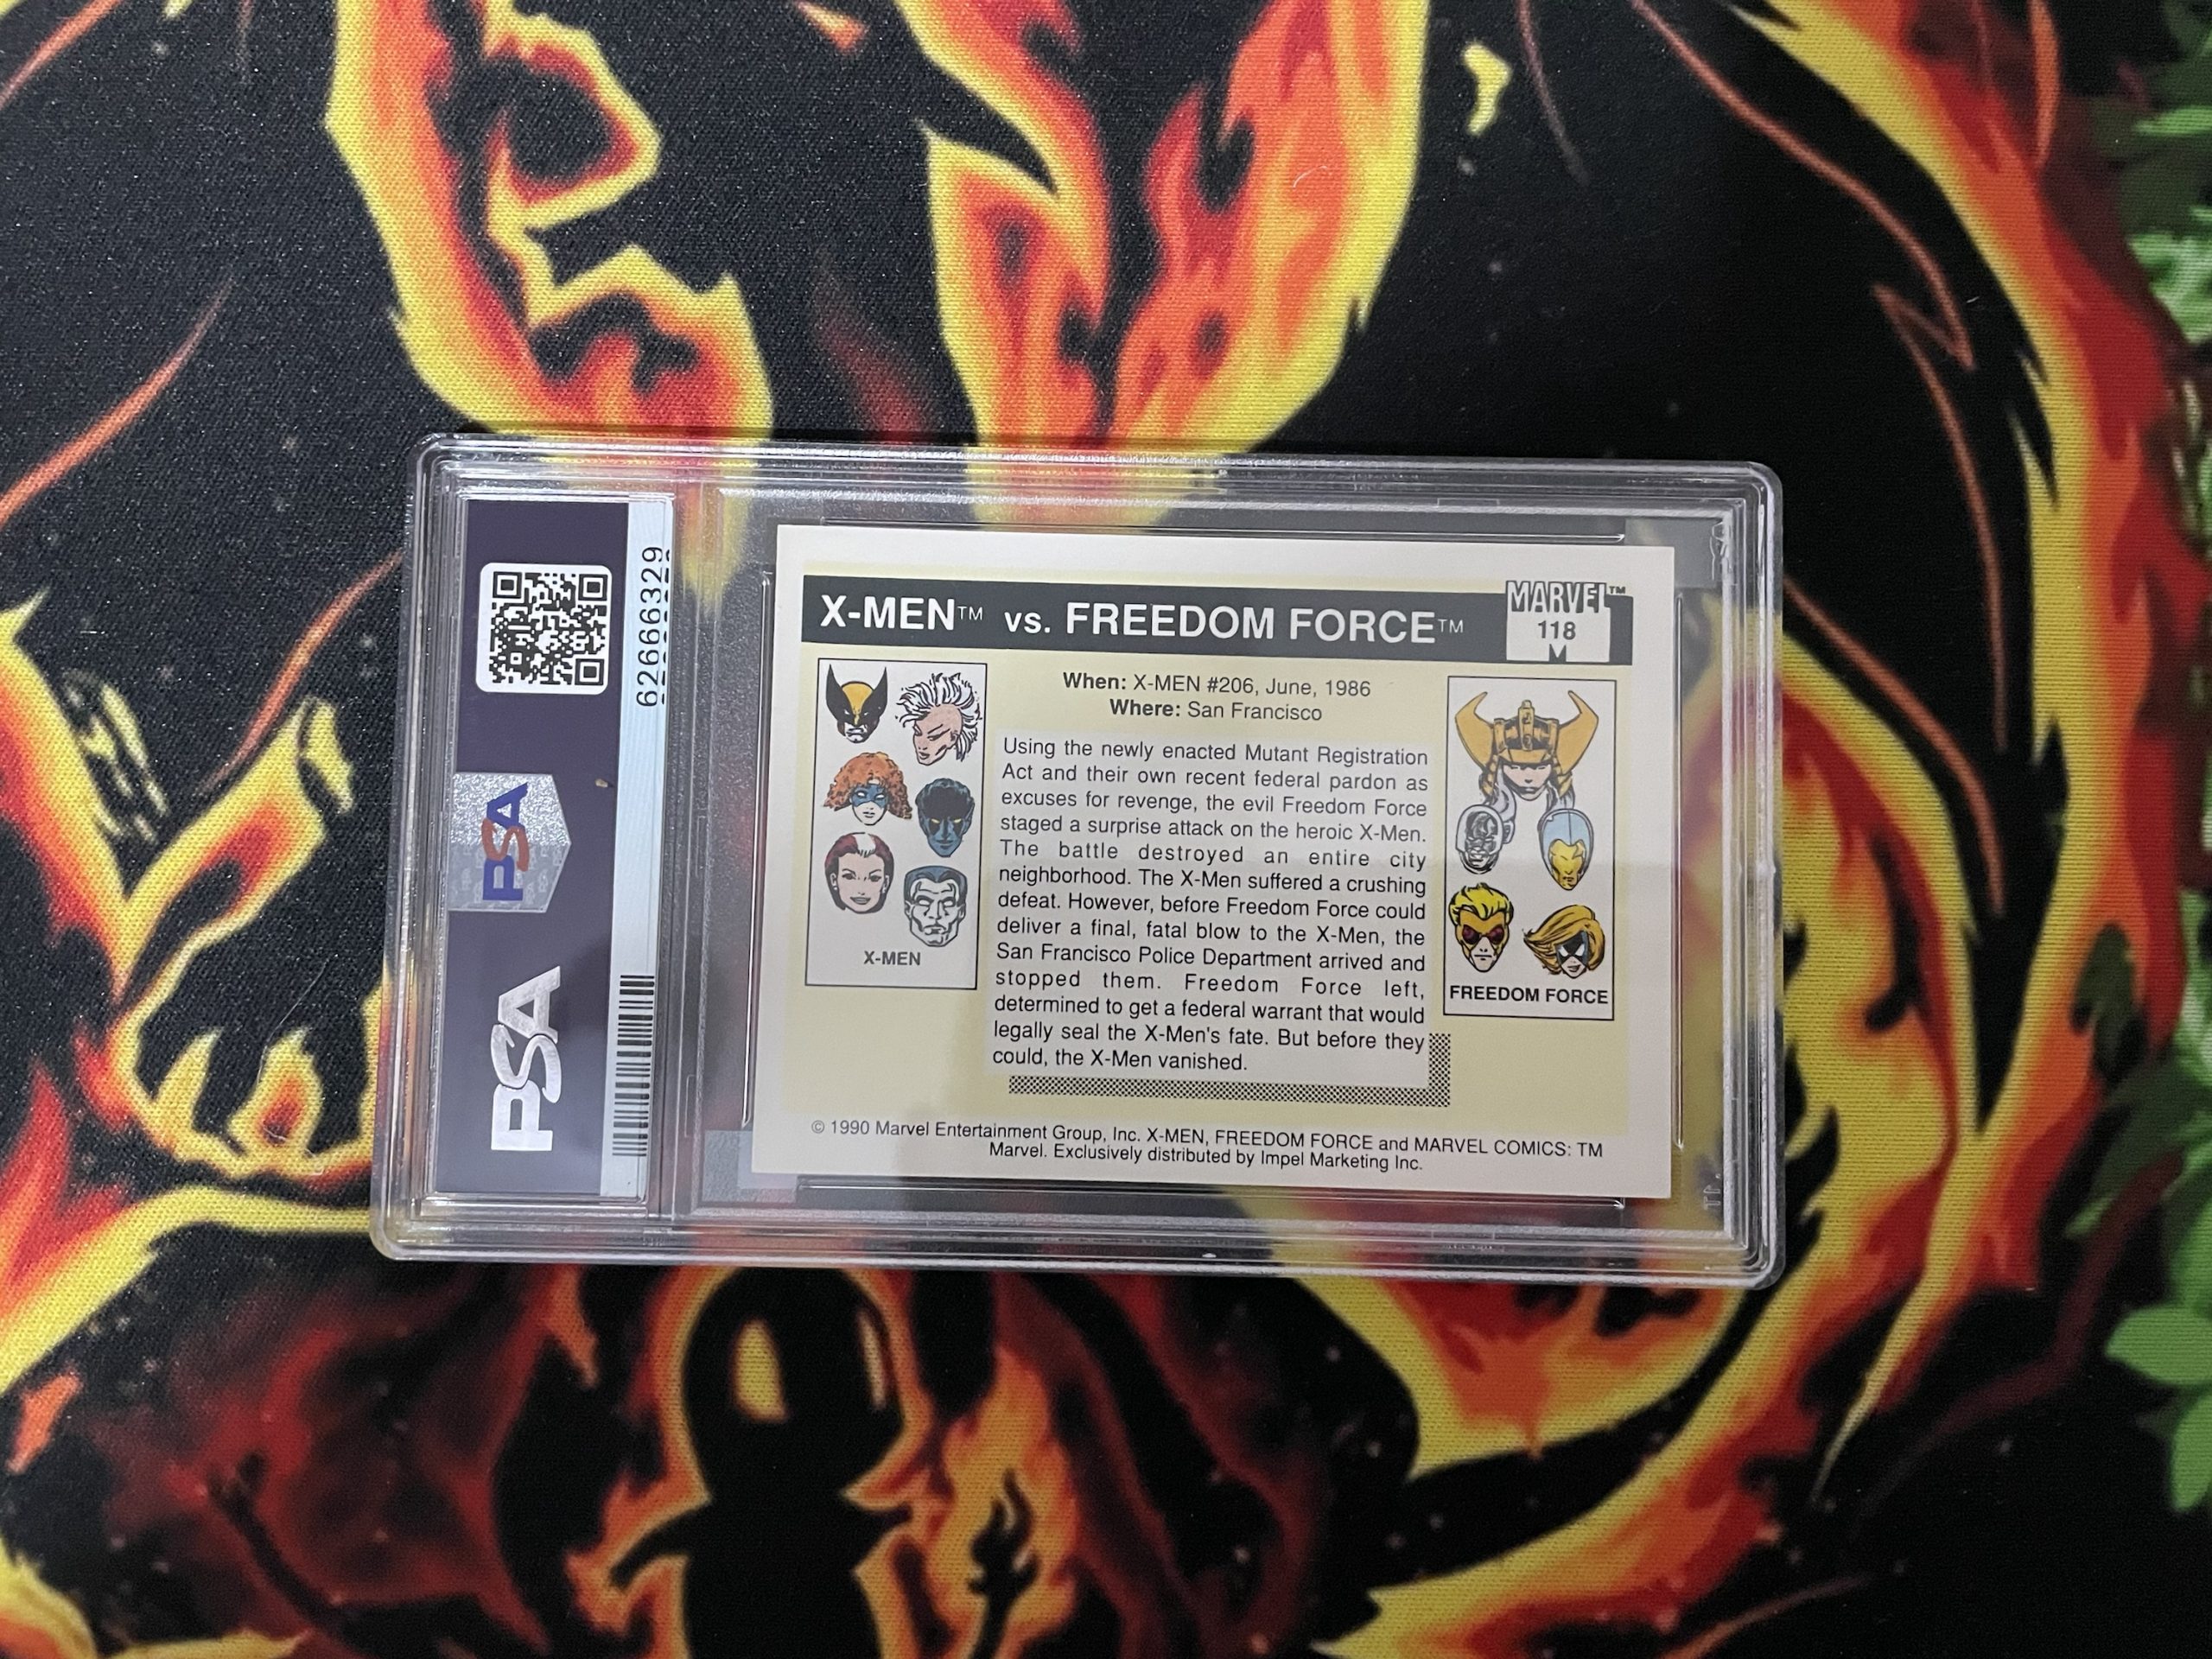 62666329
PSA
PSA
X-MEN™ vs. FREEDOM FORCE™
MARVEL™
118
M
When: X-MEN #206, June, 1986
Where: San Francisco
Using the newly enacted Mutant Registration
Act and their own recent federal pardon as
excuses for revenge, the evil Freedom Force
staged a surprise attack on the heroic X-Men.
The battle destroyed an entire city
neighborhood. The X-Men suffered a crushing
defeat. However, before Freedom Force could
deliver a final, fatal blow to the X-Men, the
San Francisco Police Department arrived and
stopped them. Freedom Force left,
determined to get a federal warrant that would
legally seal the X-Men's fate. But before they
could, the X-Men vanished.
X-MEN
FREEDOM FORCE
© 1990 Marvel Entertainment Group, Inc. X-MEN, FREEDOM FORCE and MARVEL COMICS: TM
Marvel. Exclusively distributed by Impel Marketing Inc.